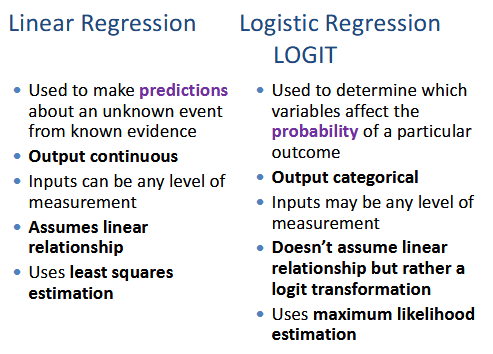 Linear Regression
• Used to make predictions
about an unknown event
from known evidence
• Output continuous
• Inputs can be any level of
measurement
• Assumes linear
relationship
• Uses least squares
estimation
Logistic Regression
LOGIT
• Used to determine which
variables affect the
probability of a particular
outcome
• Output categorical
• Inputs may be any level of
measurement
• Doesn’t assume linear
relationship but rather a
logit transformation
• Uses maximum likelihood
estimation